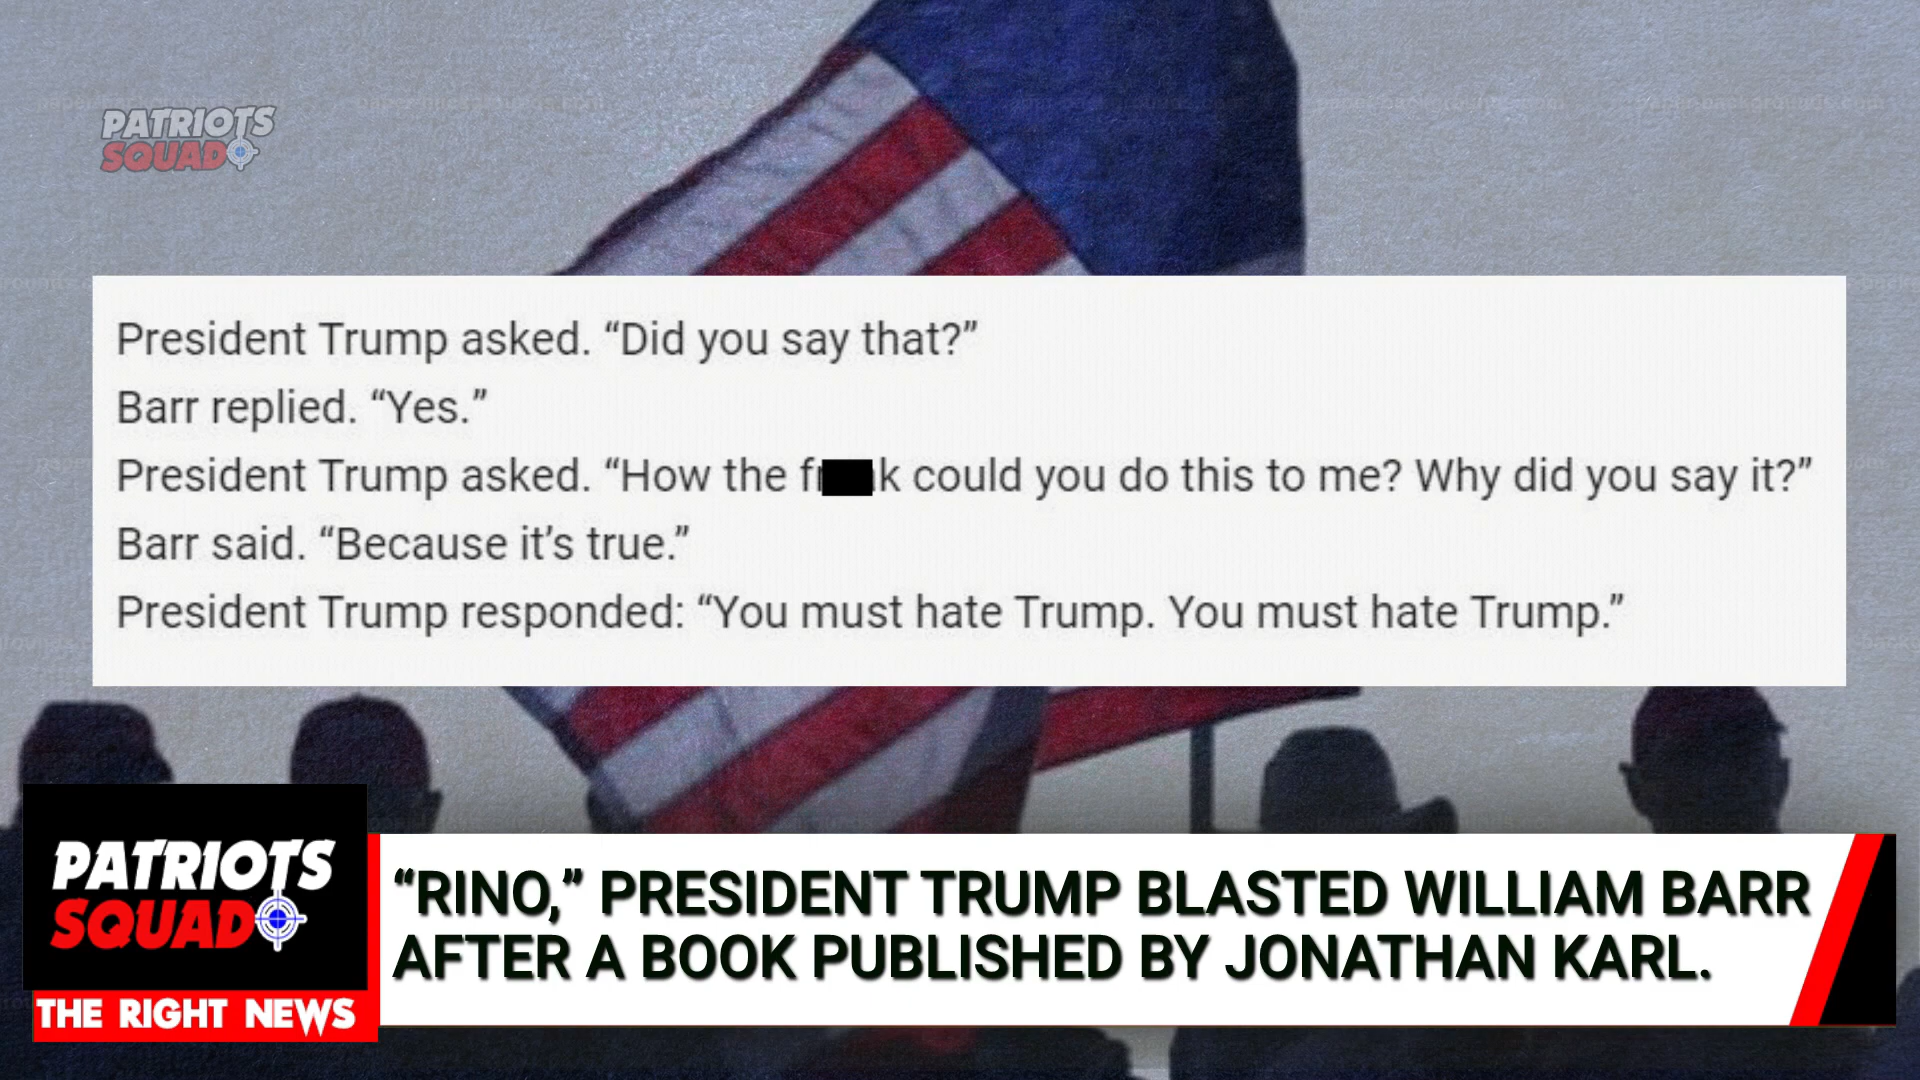 PATRIOTS
SQUAD
President Trump asked. “Did you say that?”
Barr replied. “Yes.”
President Trump asked. “How the fr k could you do this to me? Why did you say it?”
Barr said. “Because it’s true.”
President Trump responded: “You must hate Trump. You must hate Trump.”
PATRIOTS
SQUAD
THE RIGHT NEWS
“RINO,” PRESIDENT TRUMP BLASTED WILLIAM BARR
AFTER A BOOK PUBLISHED BY JONATHAN KARL.